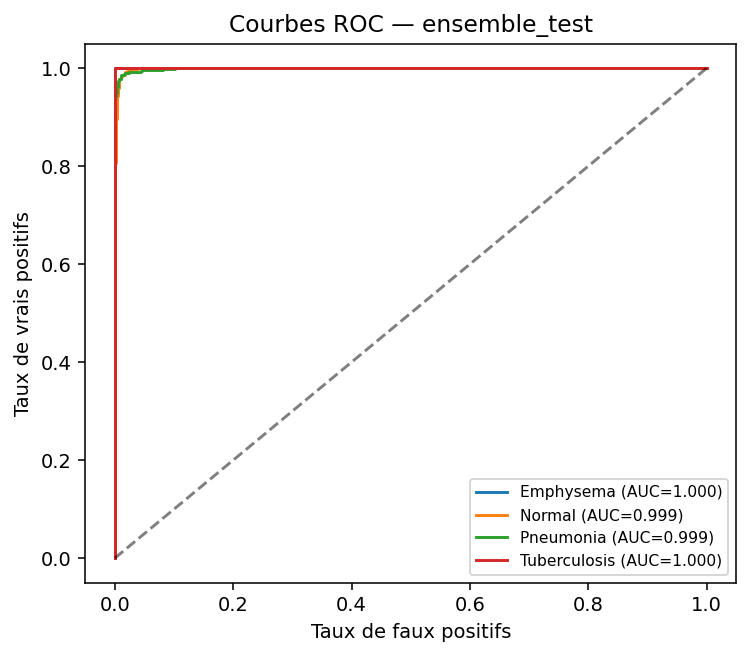 Courbes ROC — ensemble_test
Taux de vrais positifs
1.0
0.8
0.6
0.4
0.2
0.0
0.0 0.2 0.4 0.6 0.8 1.0
Taux de faux positifs
Emphysema (AUC=1.000)
Normal (AUC=0.999)
Pneumonia (AUC=0.999)
Tuberculosis (AUC=1.000)